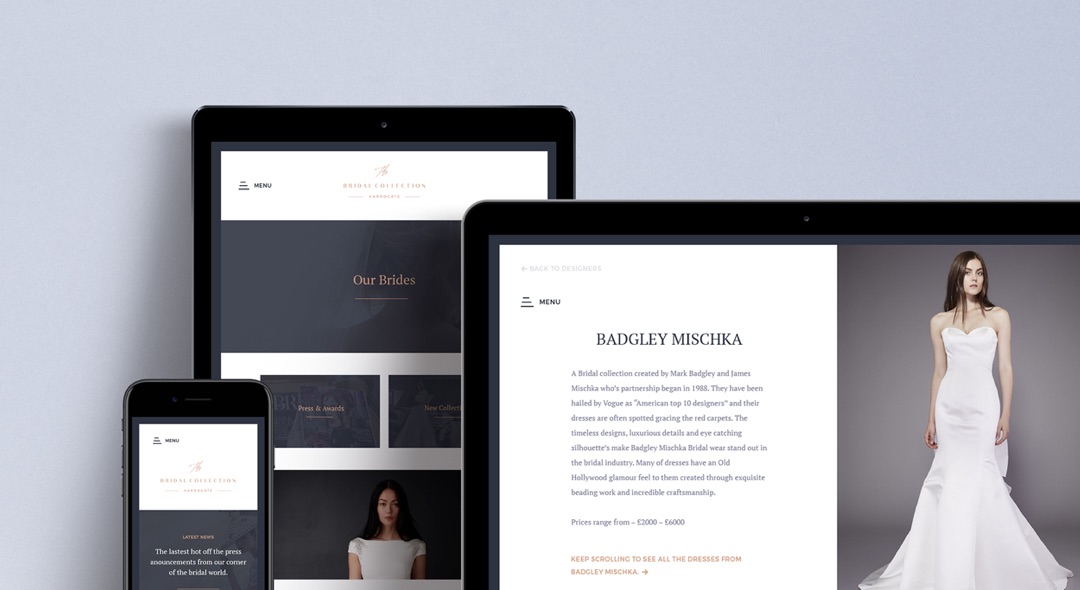 MENU
BRIDAL COLLECTION
HARROGATE
Our Brides
Press & Awards
New Collecti
MENU
BRIDAL COLLECTION
HARROGATE
LATEST NEWS
The lastest hot off the press
anouncements from our corner
of the bridal world.
← BACK TO DESIGNERS
MENU
BADGLEY MISCHKA
A Bridal collection created by Mark Badgley and James
Mischka who's partnership began in 1988. They have been
hailed by Vogue as "American top 10 designers" and their
dresses are often spotted gracing the red carpets. The
timeless designs, luxurious details and eye catching
silhouette's make Badgley Mischka Bridal wear stand out in
the bridal industry. Many of dresses have an Old
Hollywood glamour feel to them created through exquisite
beading work and incredible craftsmanship.
Prices range from – £2000 – £6000
KEEP SCROLLING TO SEE ALL THE DRESSES FROM
BADGLEY MISCHKA. →